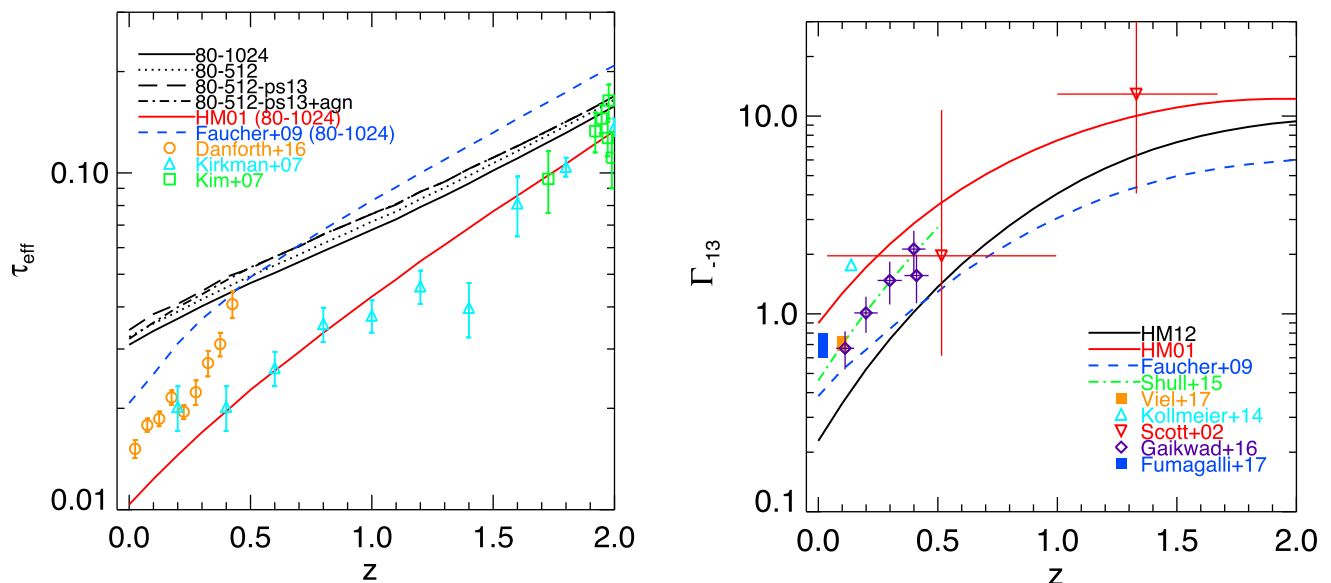 80-1024
80-512
80-512-ps13
80-512-ps13+agn
HM01 (80-1024)
Faucher+09 (80-1024)
Danforth+16
Kirkman+07
Kim+07
0.10
0.01
τeff
0.0 0.5 1.0 1.5 2.0
z
10.0
1.0
0.1
Γ-13
HM12
HM01
Faucher+09
Shull+15
Viel+17
Kollmeier+14
Scott+02
Gaikwad+16
Fumagalli+17
0.0 0.5 1.0 1.5 2.0
z